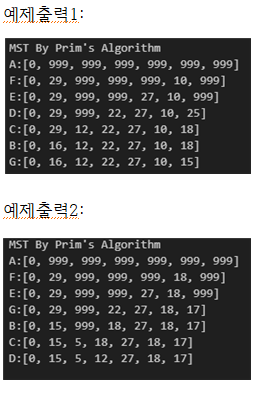 예제출력1:
MST By Prim's Algorithm
A:[0, 999, 999, 999, 999, 999, 999]
F:[0, 29, 999, 999, 999, 10, 999]
E:[0, 29, 999, 999, 27, 10, 999]
D:[0, 29, 999, 22, 27, 10, 25]
C:[0, 29, 12, 22, 27, 10, 18]
B:[0, 16, 12, 22, 27, 10, 18]
G:[0, 16, 12, 22, 27, 10, 15]
예제출력2:
MST By Prim's Algorithm
A:[0, 999, 999, 999, 999, 999, 999]
F:[0, 29, 999, 999, 999, 18, 999]
E:[0, 29, 999, 999, 27, 18, 999]
G:[0, 29, 999, 22, 27, 18, 17]
B:[0, 15, 999, 18, 27, 18, 17]
C:[0, 15, 5, 18, 27, 18, 17]
D:[0, 15, 5, 12, 27, 18, 17]